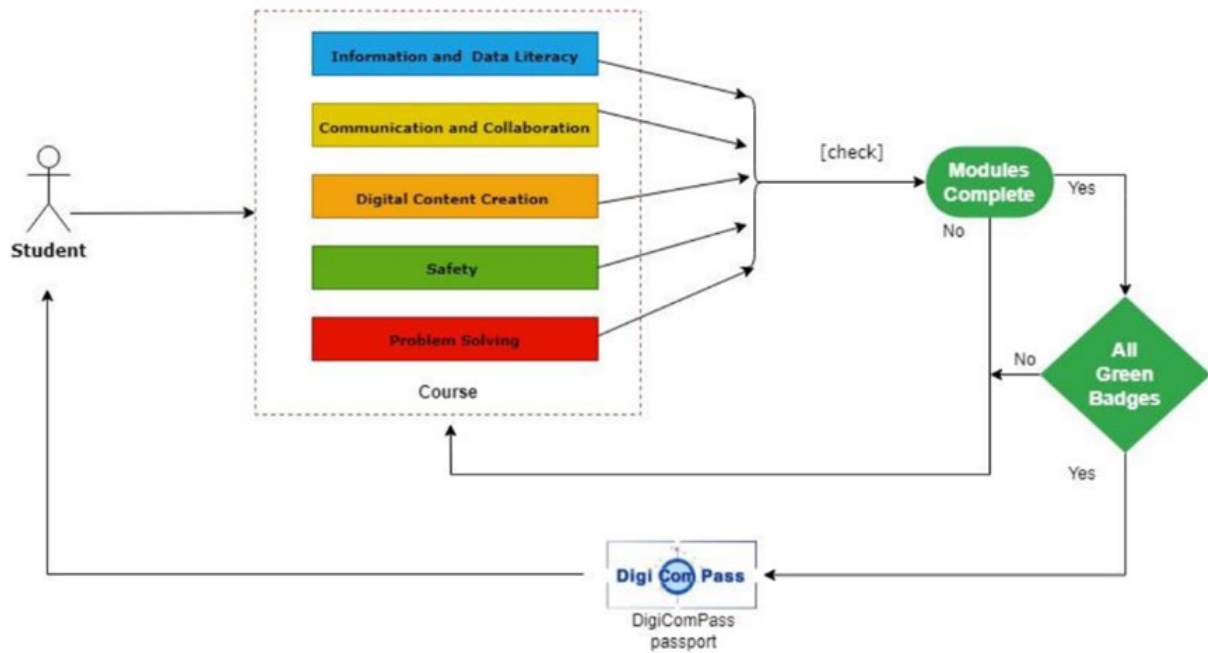 Information and Data Literacy
Communication and Collaboration
Digital Content Creation
Safety
Problem Solving
Course
Student
[check]
Modules
Complete
Yes
No
All
Green
Badges
No
Yes
Digi Com Pass
DigiComPass
passport